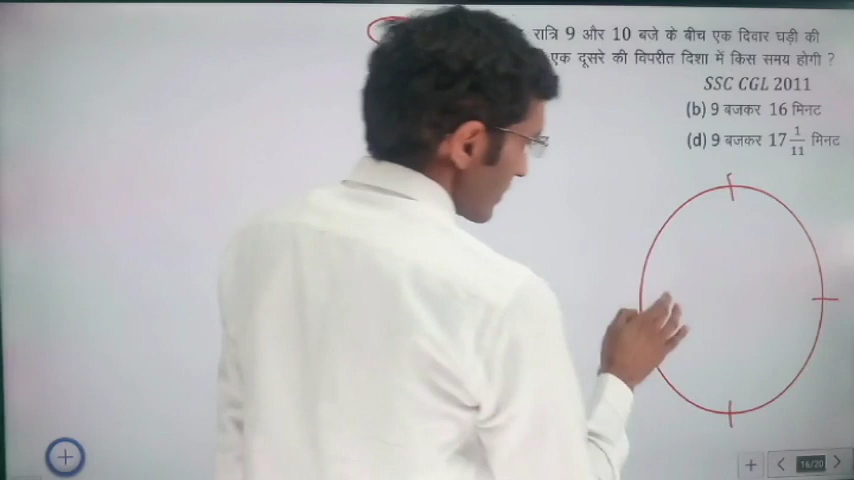 रात्रि 9 और 10 बजे के बीच एक दिवार घड़ी की
एक दूसरे की विपरीत दिशा में किस समय होगी ?
SSC CGL 2011
(b) 9 बजकर 16 मिनट
(d) 9 बजकर 17 1/11 मिनट
16/20